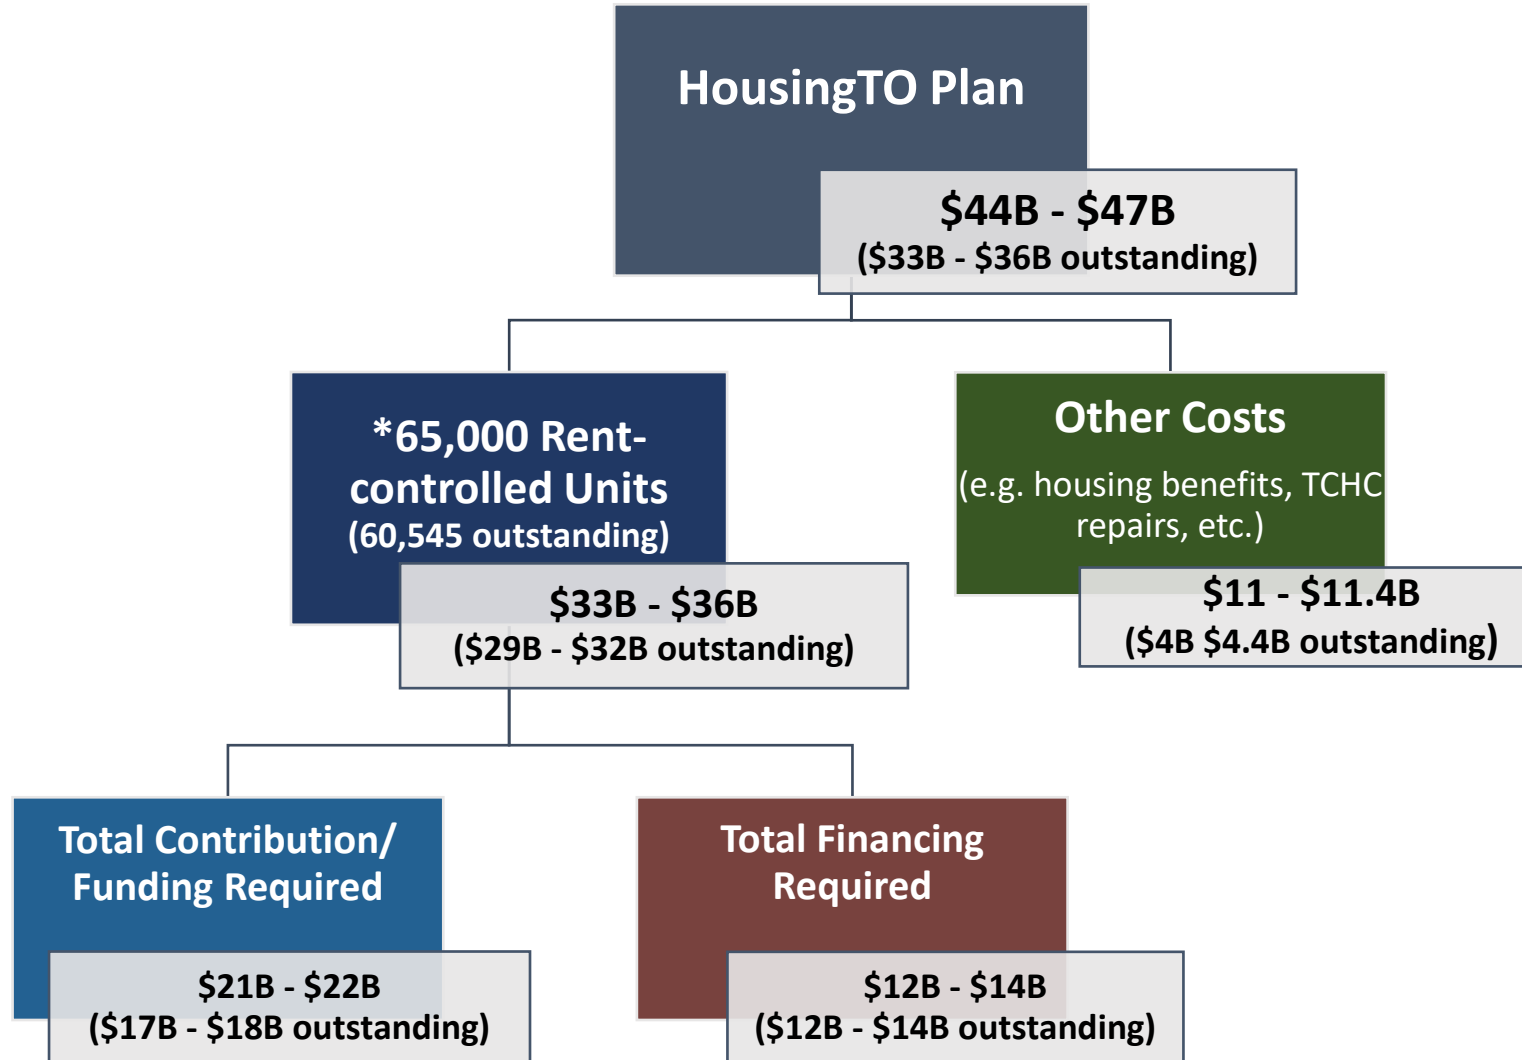 HousingTO Plan
$44B - $47B
($33B - $36B outstanding)
*65,000 Rent-
controlled Units
(60,545 outstanding)
$33B - $36B
($29B - $32B outstanding)
Other Costs
(e.g. housing benefits, TCHC
repairs, etc.)
$11 - $11.4B
($4B $4.4B outstanding)
Total Contribution/
Funding Required
$21B - $22B
($17B - $18B outstanding)
Total Financing
Required
$12B - $14B
($12B - $14B outstanding)